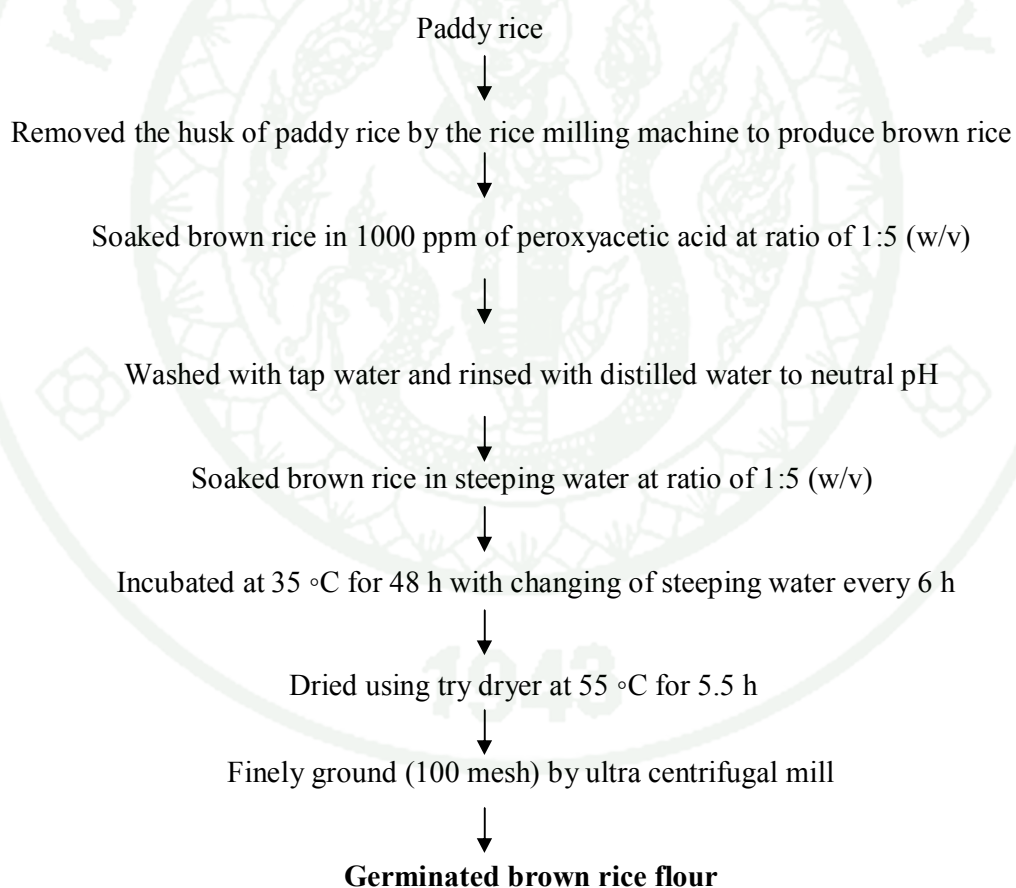 Paddy rice
Removed the husk of paddy rice by the rice milling machine to produce brown rice
Soaked brown rice in 1000 ppm of peroxyacetic acid at ratio of 1:5 (w/v)
Washed with tap water and rinsed with distilled water to neutral pH
Soaked brown rice in steeping water at ratio of 1:5 (w/v)
Incubated at 35 ◦C for 48 h with changing of steeping water every 6 h
1943
Dried using try dryer at 55 ◦C for 5.5 h
Finely ground (100 mesh) by ultra centrifugal mill
Germinated brown rice flour